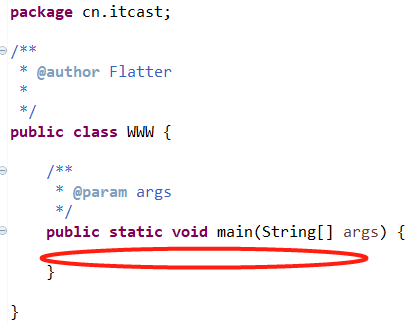 package cn.itcast;
/**
 * @author Flatter
 *
 */
public class WWW {
    /**
     * @param args
     */
    public static void main(String[] args) {
    }
}